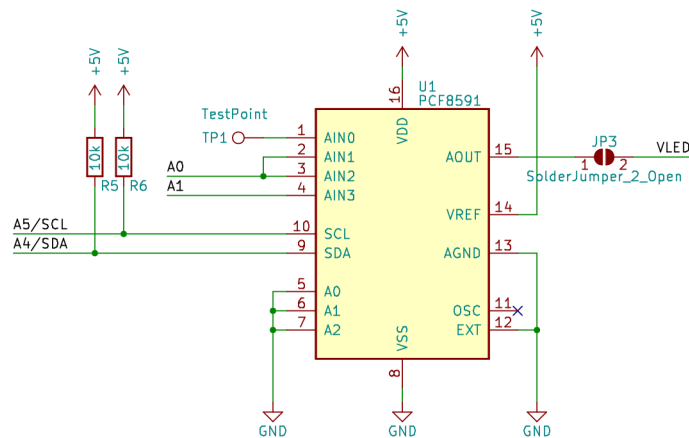 +5V
+5V
+5V
+5V
U1
PCF8591
16
VDD
TestPoint
TP1
1
AIN0
10k
10k
R5
R6
2
AIN1
A0
3
AIN2
A1
4
AIN3
AOUT
15
JP3
1
2
SolderJumper_2_Open
VLED
VREF
14
A5/SCL
10
SCL
A4/SDA
9
SDA
AGND
13
5
A0
6
A1
7
A2
OSC
11
EXT
12
VSS
8
GND
GND
GND